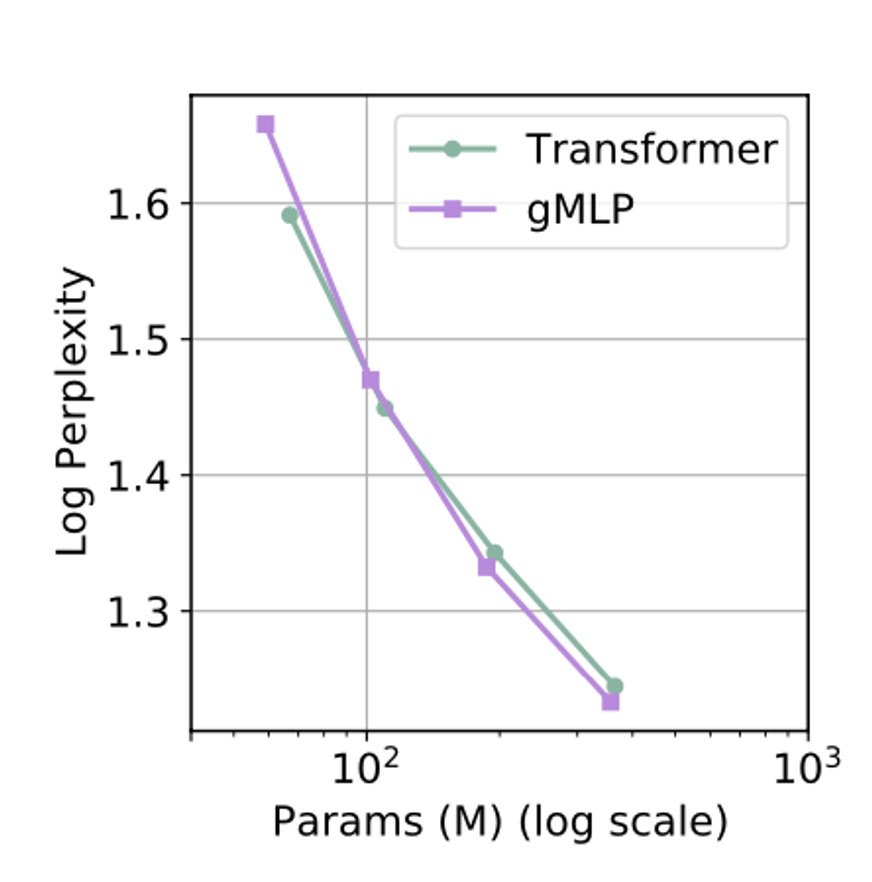 Transformer
gMLP
1.6
1.5
1.4
1.3
Log Perplexity
10²
10³
Params (M) (log scale)